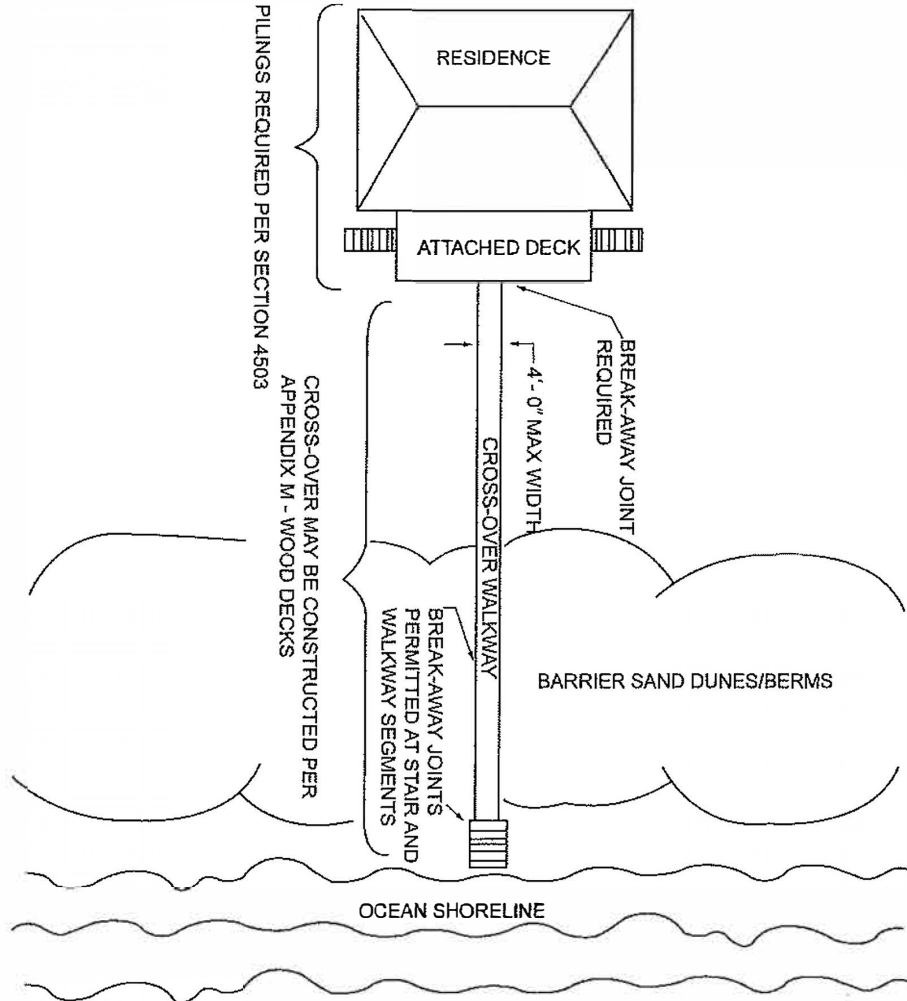 RESIDENCE
PILINGS REQUIRED PER SECTION 4503
ATTACHED DECK
BREAK-AWAY JOINT
REQUIRED
4'- 0" MAX WIDTH
CROSS-OVER WALKWAY
CROSS-OVER MAY BE CONSTRUCTED PER
APPENDIX M - WOOD DECKS
BREAK-AWAY JOINTS
PERMITTED AT STAIR AND
WALKWAY SEGMENTS
BARRIER SAND DUNES/BERMS
OCEAN SHORELINE